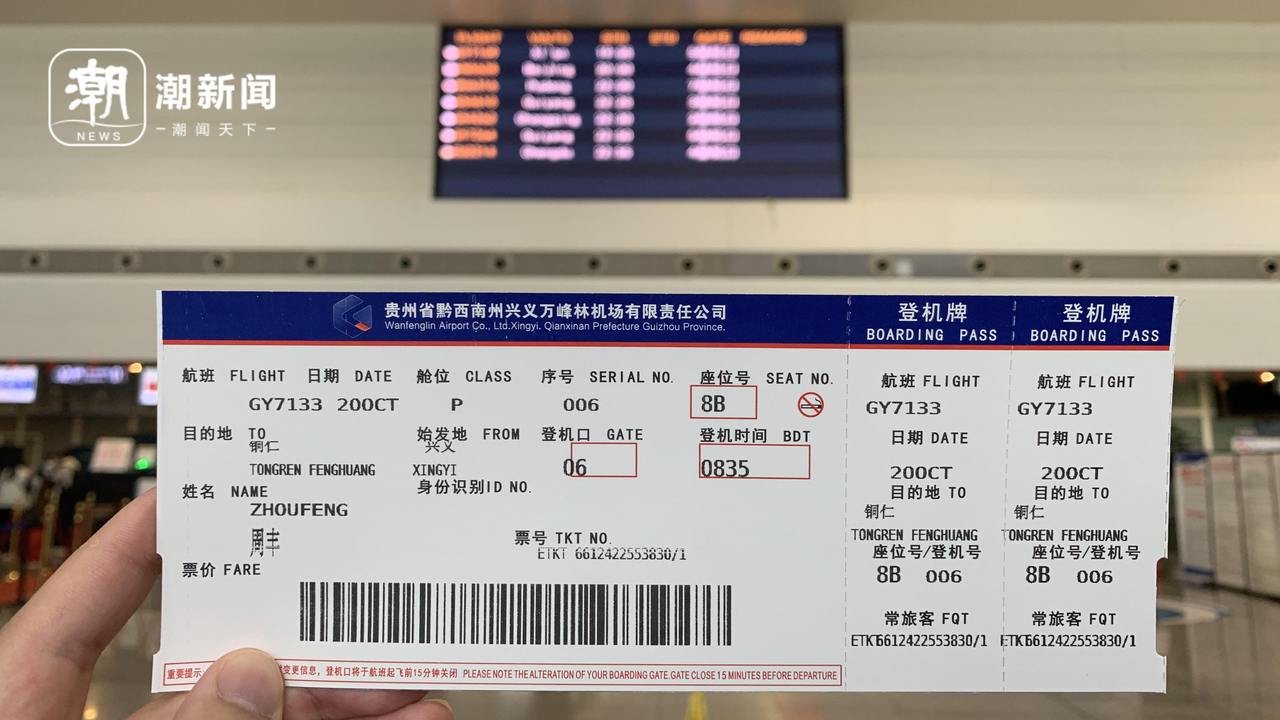 潮
NEWS
潮新闻
潮闻天下
FLIGHT
贵州省黔西南州兴义万峰林机场有限责任公司
Wanfenglin Airport Co., Ltd.Xingyi. Qianxinan Prefecture Guizhou Province.
登机牌
BOARDING PASS
登机牌
BOARDING PASS
航班 FLIGHT 日期 DATE 舱位 CLASS 序号 SERIAL NO. 座位号 SEAT NO.
GY7133 20OCT P 006 8B
目的地 TO 始发地 FROM 登机口 GATE 登机时间 BDT
铜仁 兴义
TONGREN FENGHUANG XINGYI 06 0835
姓名 NAME 身份识别ID NO.
ZHOUFENG
周丰
票号 TKT NO.
ETKT 6612422553830/1
票价 FARE
重要提示 变更信息，登机口将于航班起飞前15分钟关闭 PLEASE NOTE THE ALTERATION OF YOUR BOARDING GATE.GATE CLOSE 15 MINUTES BEFORE DEPARTURE
航班 FLIGHT
GY7133
日期 DATE
20OCT
目的地 TO
铜仁
TONGREN FENGHUANG
座位号/登机号
8B 006
常旅客 FQT
ETKT6612422553830/1
航班 FLIGHT
GY7133
日期 DATE
20OCT
目的地 TO
铜仁
TONGREN FENGHUANG
座位号/登机号
8B 006
常旅客 FQT
ETKT6612422553830/1